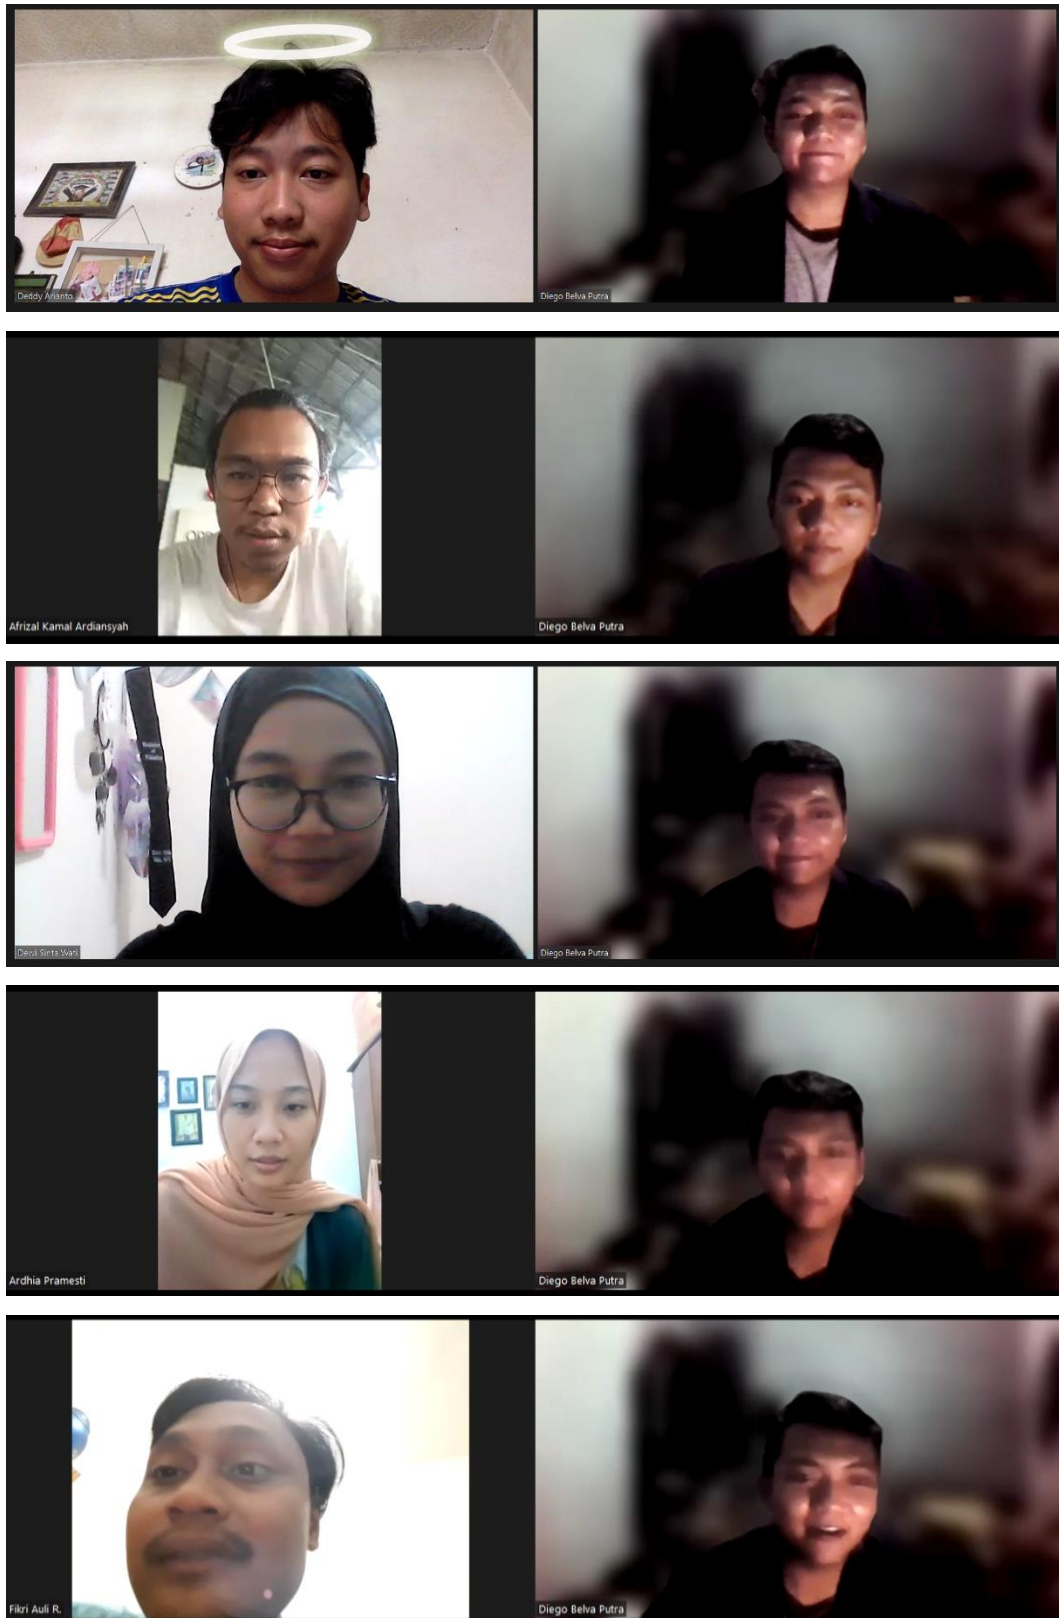 Deddy Arianto
Diego Belva Putra
Afrizal Kamal Ardiansyah
Diego Belva Putra
Dewi Sinta Wati
Diego Belva Putra
Ardhia Pramesti
Diego Belva Putra
Fikri Auli R.
Diego Belva Putra